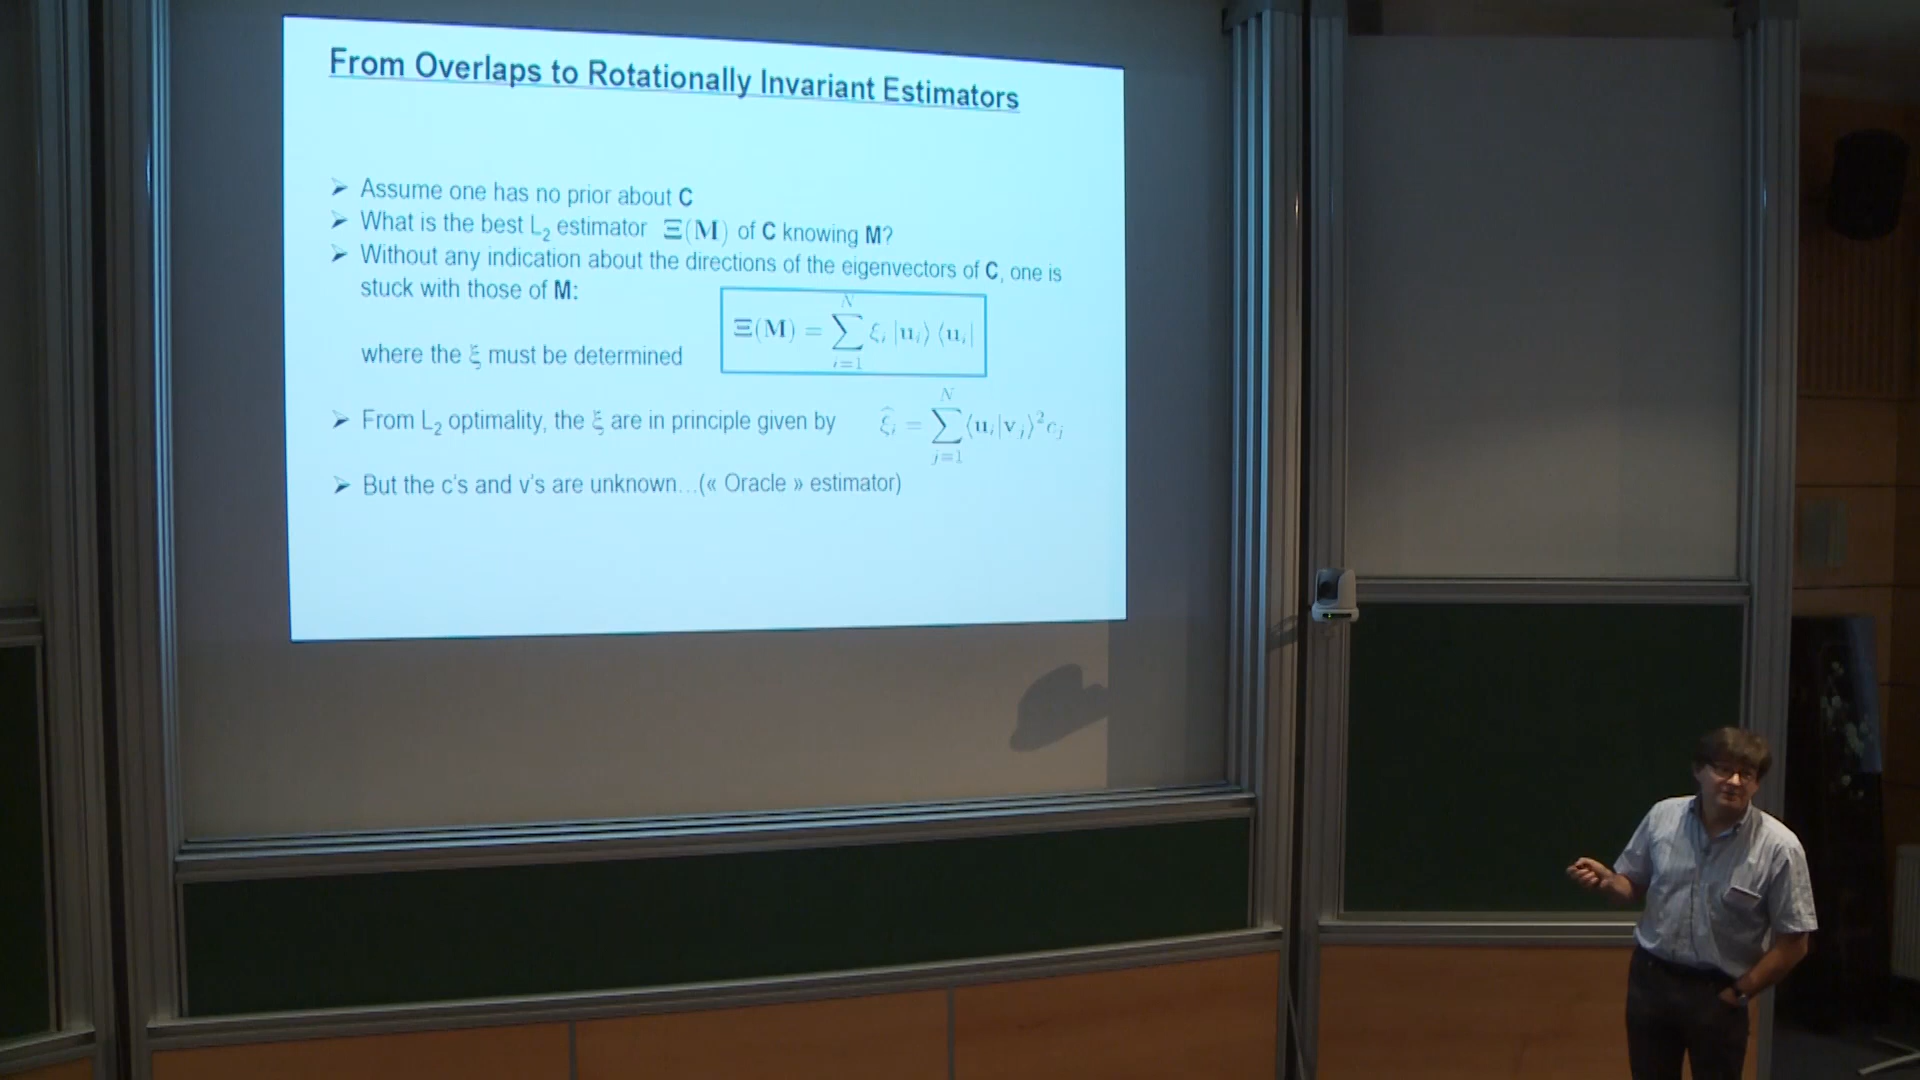 From Overlaps to Rotationally Invariant Estimators
➢ Assume one has no prior about C
➢ What is the best L₂ estimator Ξ(M) of C knowing M?
➢ Without any indication about the directions of the eigenvectors of C, one is
stuck with those of M:
Ξ(M) = ∑_{i=1}^{N} ξ_i |u_i⟩ ⟨u_i|
where the ξ must be determined
➢ From L₂ optimality, the ξ are in principle given by ξ̂_i = ∑_{j=1}^{N} ⟨u_i|v_j⟩² c_j
➢ But the c's and v's are unknown…(« Oracle » estimator)